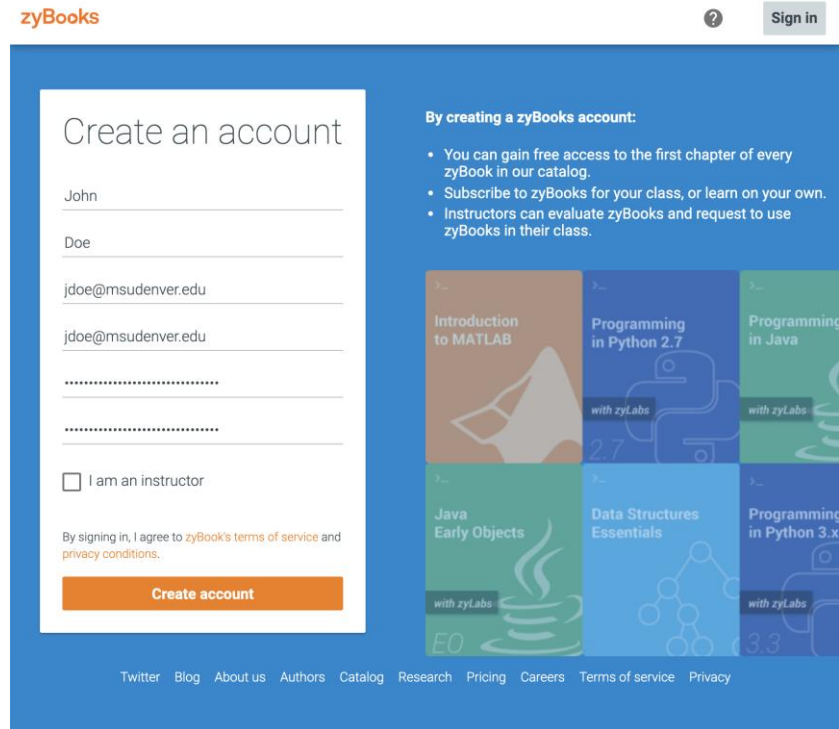 zyBooks
Sign in
Create an account
John
Doe
jdoe@msudenver.edu
jdoe@msudenver.edu
I am an instructor
By signing in, I agree to zyBook's terms of service and
privacy conditions.
Create account
By creating a zyBooks account:
• You can gain free access to the first chapter of every
zyBook in our catalog.
• Subscribe to zyBooks for your class, or learn on your own.
• Instructors can evaluate zyBooks and request to use
zyBooks in their class.
>_
Introduction
to MATLAB
>_
Programming
in Python 2.7
with zyLabs
2.7
>_
Programming
in Java
with zyLabs
>_
Java
Early Objects
with zyLabs
EO
>_
Data Structures
Essentials
>_
Programming
in Python 3.x
with zyLabs
3.3
Twitter Blog About us Authors Catalog Research Pricing Careers Terms of service Privacy